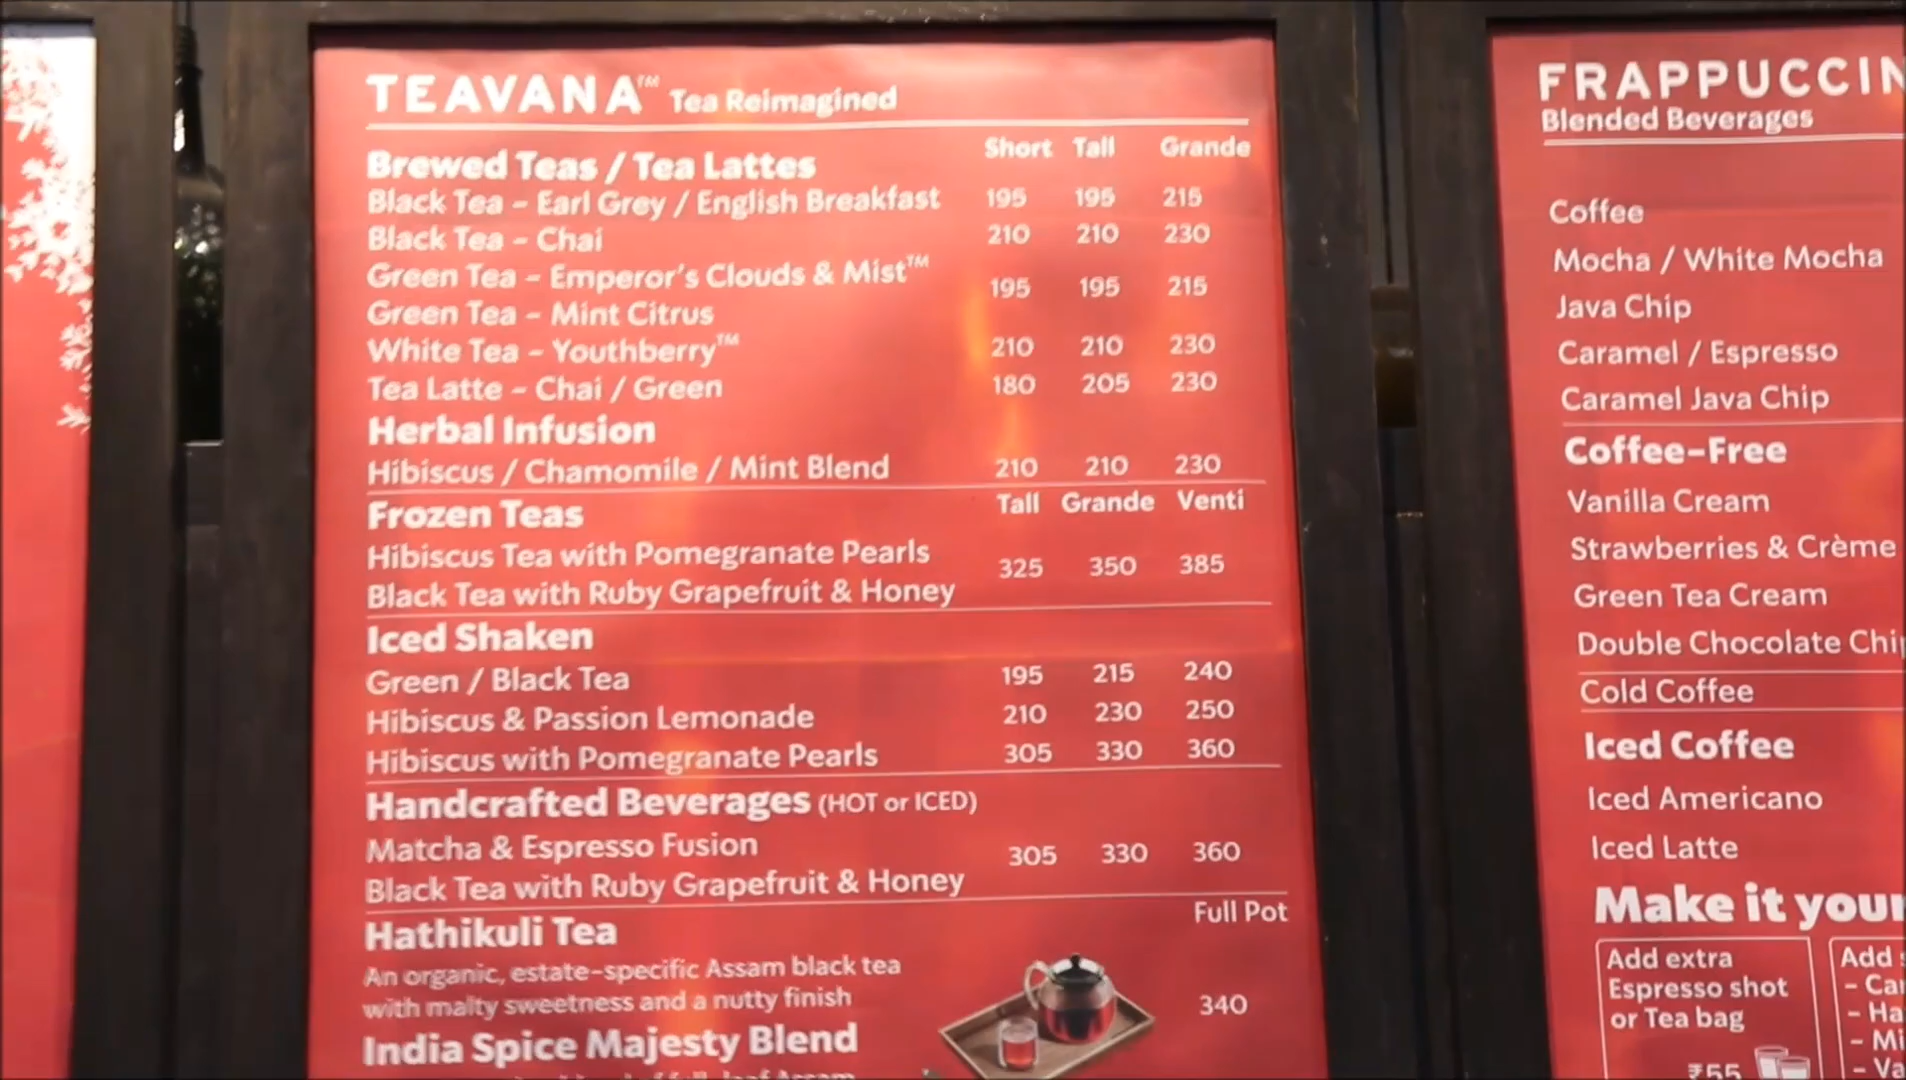 TEAVANA™ Tea Reimagined
Short Tall Grande
Brewed Teas / Tea Lattes
Black Tea - Earl Grey / English Breakfast 195 195 215
Black Tea - Chai 210 210 230
Green Tea - Emperor's Clouds & Mist™
195 195 215
Green Tea - Mint Citrus
White Tea - Youthberry™ 210 210 230
Tea Latte - Chai / Green 180 205 230
Herbal Infusion
Hibiscus / Chamomile / Mint Blend 210 210 230
Frozen Teas Tall Grande Venti
Hibiscus Tea with Pomegranate Pearls
325 350 385
Black Tea with Ruby Grapefruit & Honey
Iced Shaken
Green / Black Tea 195 215 240
Hibiscus & Passion Lemonade 210 230 250
Hibiscus with Pomegranate Pearls 305 330 360
Handcrafted Beverages (HOT or ICED)
Matcha & Espresso Fusion
305 330 360
Black Tea with Ruby Grapefruit & Honey
Full Pot
Hathikuli Tea
An organic, estate-specific Assam black tea
with malty sweetness and a nutty finish
340
India Spice Majesty Blend
FRAPPUCCIN
Blended Beverages
Coffee
Mocha / White Mocha
Java Chip
Caramel / Espresso
Caramel Java Chip
Coffee-Free
Vanilla Cream
Strawberries & Crème
Green Tea Cream
Double Chocolate Chi
Cold Coffee
Iced Coffee
Iced Americano
Iced Latte
Make it your
Add extra
Espresso shot
or Tea bag
₹55
Add
- Ca
- Ha
- Mi
- Va